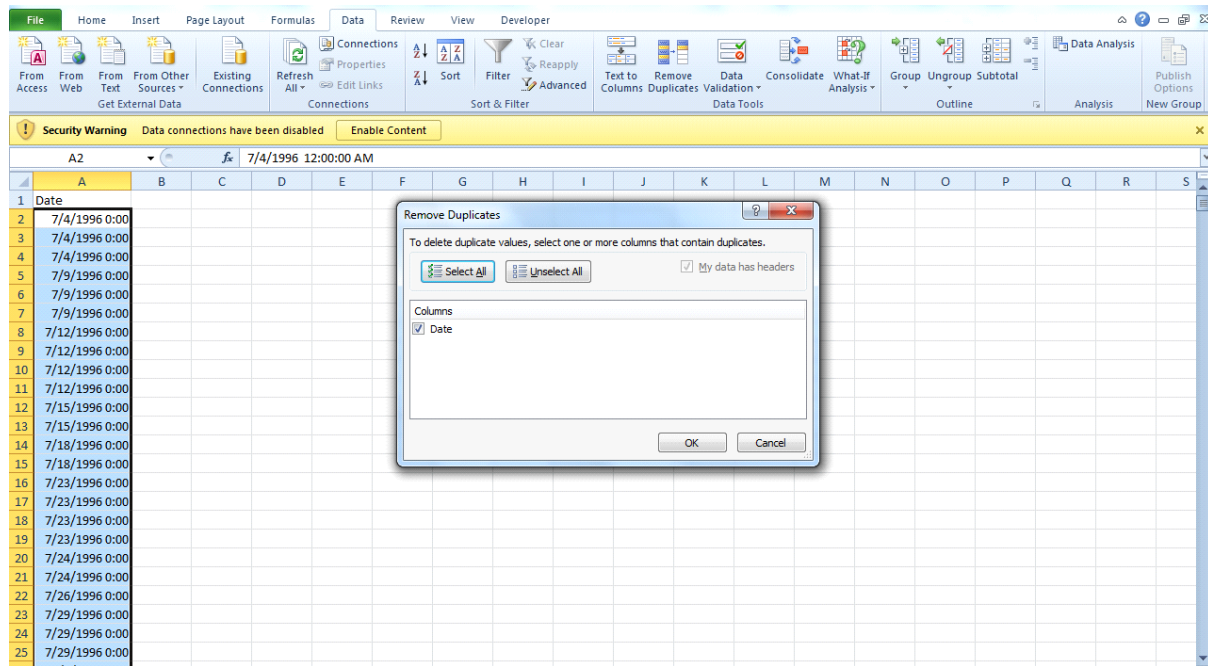 File Home Insert Page Layout Formulas Data Review View Developer
Connections Clear Data Analysis
Properties Reapply
Edit Links Advanced
From Access From Web From Text From Other Sources Existing Connections Refresh All Sort Filter Text to Columns Remove Duplicates Data Validation Consolidate What-If Analysis Group Ungroup Subtotal Publish Options
Get External Data Connections Sort & Filter Data Tools Outline Analysis New Group
Security Warning Data connections have been disabled Enable Content
A2 fx 7/4/1996 12:00:00 AM
A B C D E F G H I J K L M N O P Q R S
1 Date
2 7/4/1996 0:00
3 7/4/1996 0:00
4 7/4/1996 0:00
5 7/9/1996 0:00
6 7/9/1996 0:00
7 7/9/1996 0:00
8 7/12/1996 0:00
9 7/12/1996 0:00
10 7/12/1996 0:00
11 7/12/1996 0:00
12 7/15/1996 0:00
13 7/15/1996 0:00
14 7/18/1996 0:00
15 7/18/1996 0:00
16 7/23/1996 0:00
17 7/23/1996 0:00
18 7/23/1996 0:00
19 7/23/1996 0:00
20 7/24/1996 0:00
21 7/24/1996 0:00
22 7/26/1996 0:00
23 7/29/1996 0:00
24 7/29/1996 0:00
25 7/29/1996 0:00
Remove Duplicates
To delete duplicate values, select one or more columns that contain duplicates.
Select All Unselect All My data has headers
Columns
Date
OK Cancel